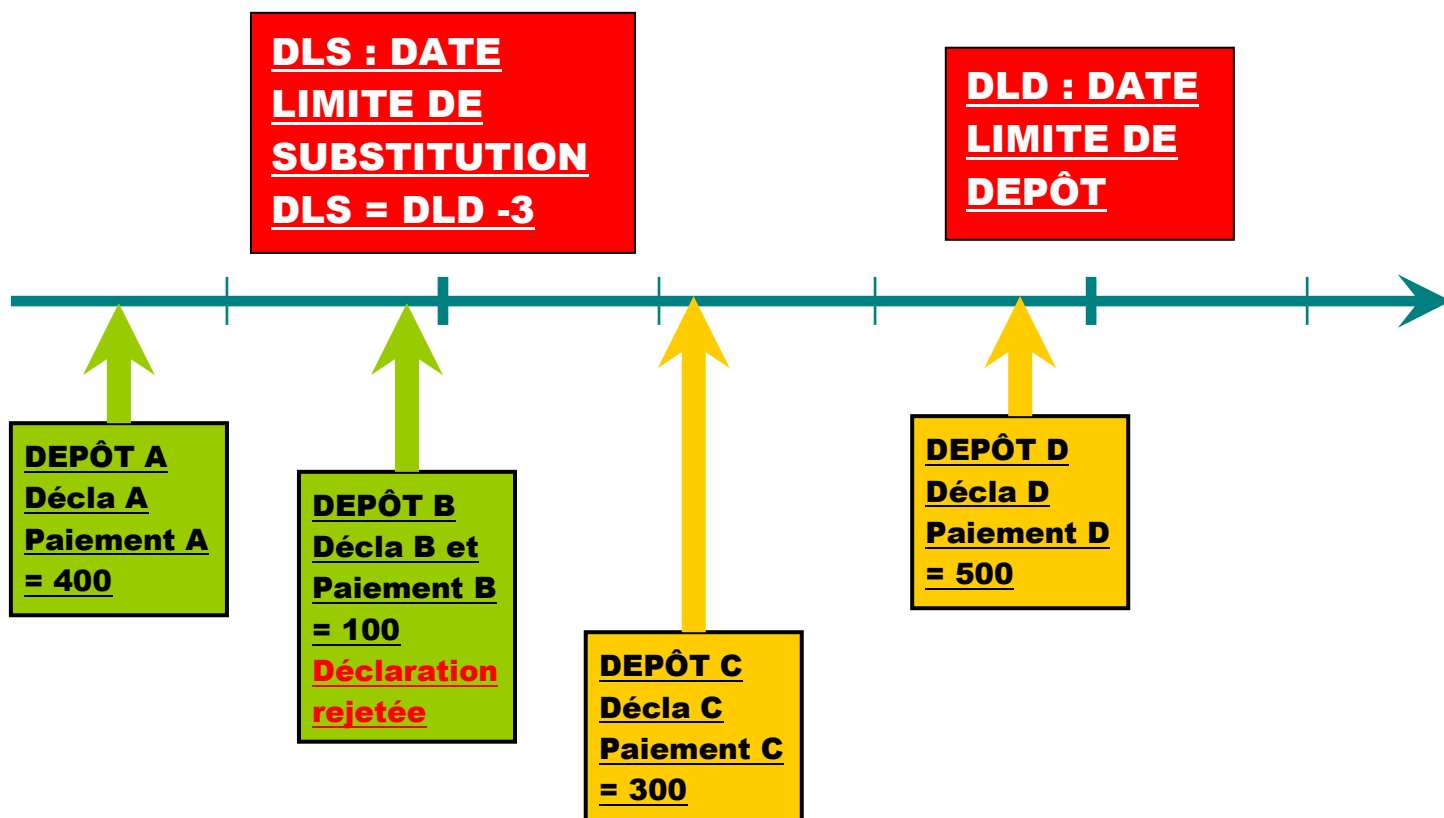 DLS : DATE
LIMITE DE
SUBSTITUTION
DLS = DLD -3
DLD : DATE
LIMITE DE
DEPÔT
DEPÔT A
Décla A
Paiement A
= 400
DEPÔT B
Décla B et
Paiement B
= 100
Déclaration
rejetée
DEPÔT C
Décla C
Paiement C
= 300
DEPÔT D
Décla D
Paiement D
= 500